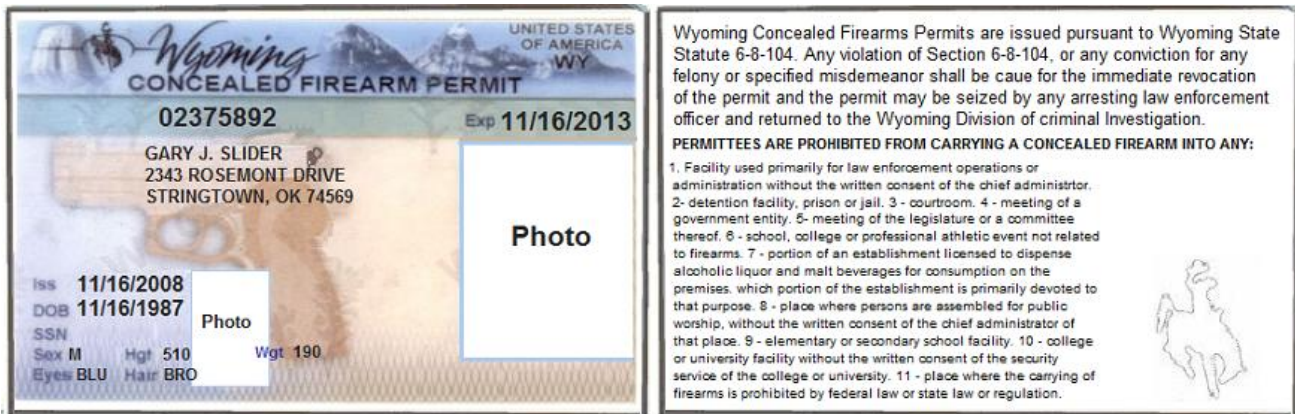 Wyoming
UNITED STATES
OF AMERICA
WY
CONCEALED FIREARM PERMIT
02375892
Exp 11/16/2013
GARY J. SLIDER
2343 ROSEMONT DRIVE
STRINGTOWN, OK 74569
Photo
Iss 11/16/2008
DOB 11/16/1987
Photo
SSN
Sex M Hgt 510 Wgt 190
Eyes BLU Hair BRO
Wyoming Concealed Firearms Permits are issued pursuant to Wyoming State
Statute 6-8-104. Any violation of Section 6-8-104, or any conviction for any
felony or specified misdemeanor shall be caue for the immediate revocation
of the permit and the permit may be seized by any arresting law enforcement
officer and returned to the Wyoming Division of criminal Investigation.
PERMITTEES ARE PROHIBITED FROM CARRYING A CONCEALED FIREARM INTO ANY:
1. Facility used primarily for law enforcement operations or
administration without the written consent of the chief administrtor.
2- detention facility, prison or jail. 3 - courtroom. 4 - meeting of a
government entity. 5- meeting of the legislature or a committee
thereof. 6 - school, college or professional athletic event not related
to firearms. 7 - portion of an establishment licensed to dispense
alcoholic liquor and malt beverages for consumption on the
premises. which portion of the establishment is primarily devoted to
that purpose. 8 - place where persons are assembled for public
worship, without the written consent of the chief administrator of
that place. 9 - elementary or secondary school facility. 10 - college
or university facility without the written consent of the security
service of the college or university. 11 - place where the carrying of
firearms is prohibited by federal law or state law or regulation.